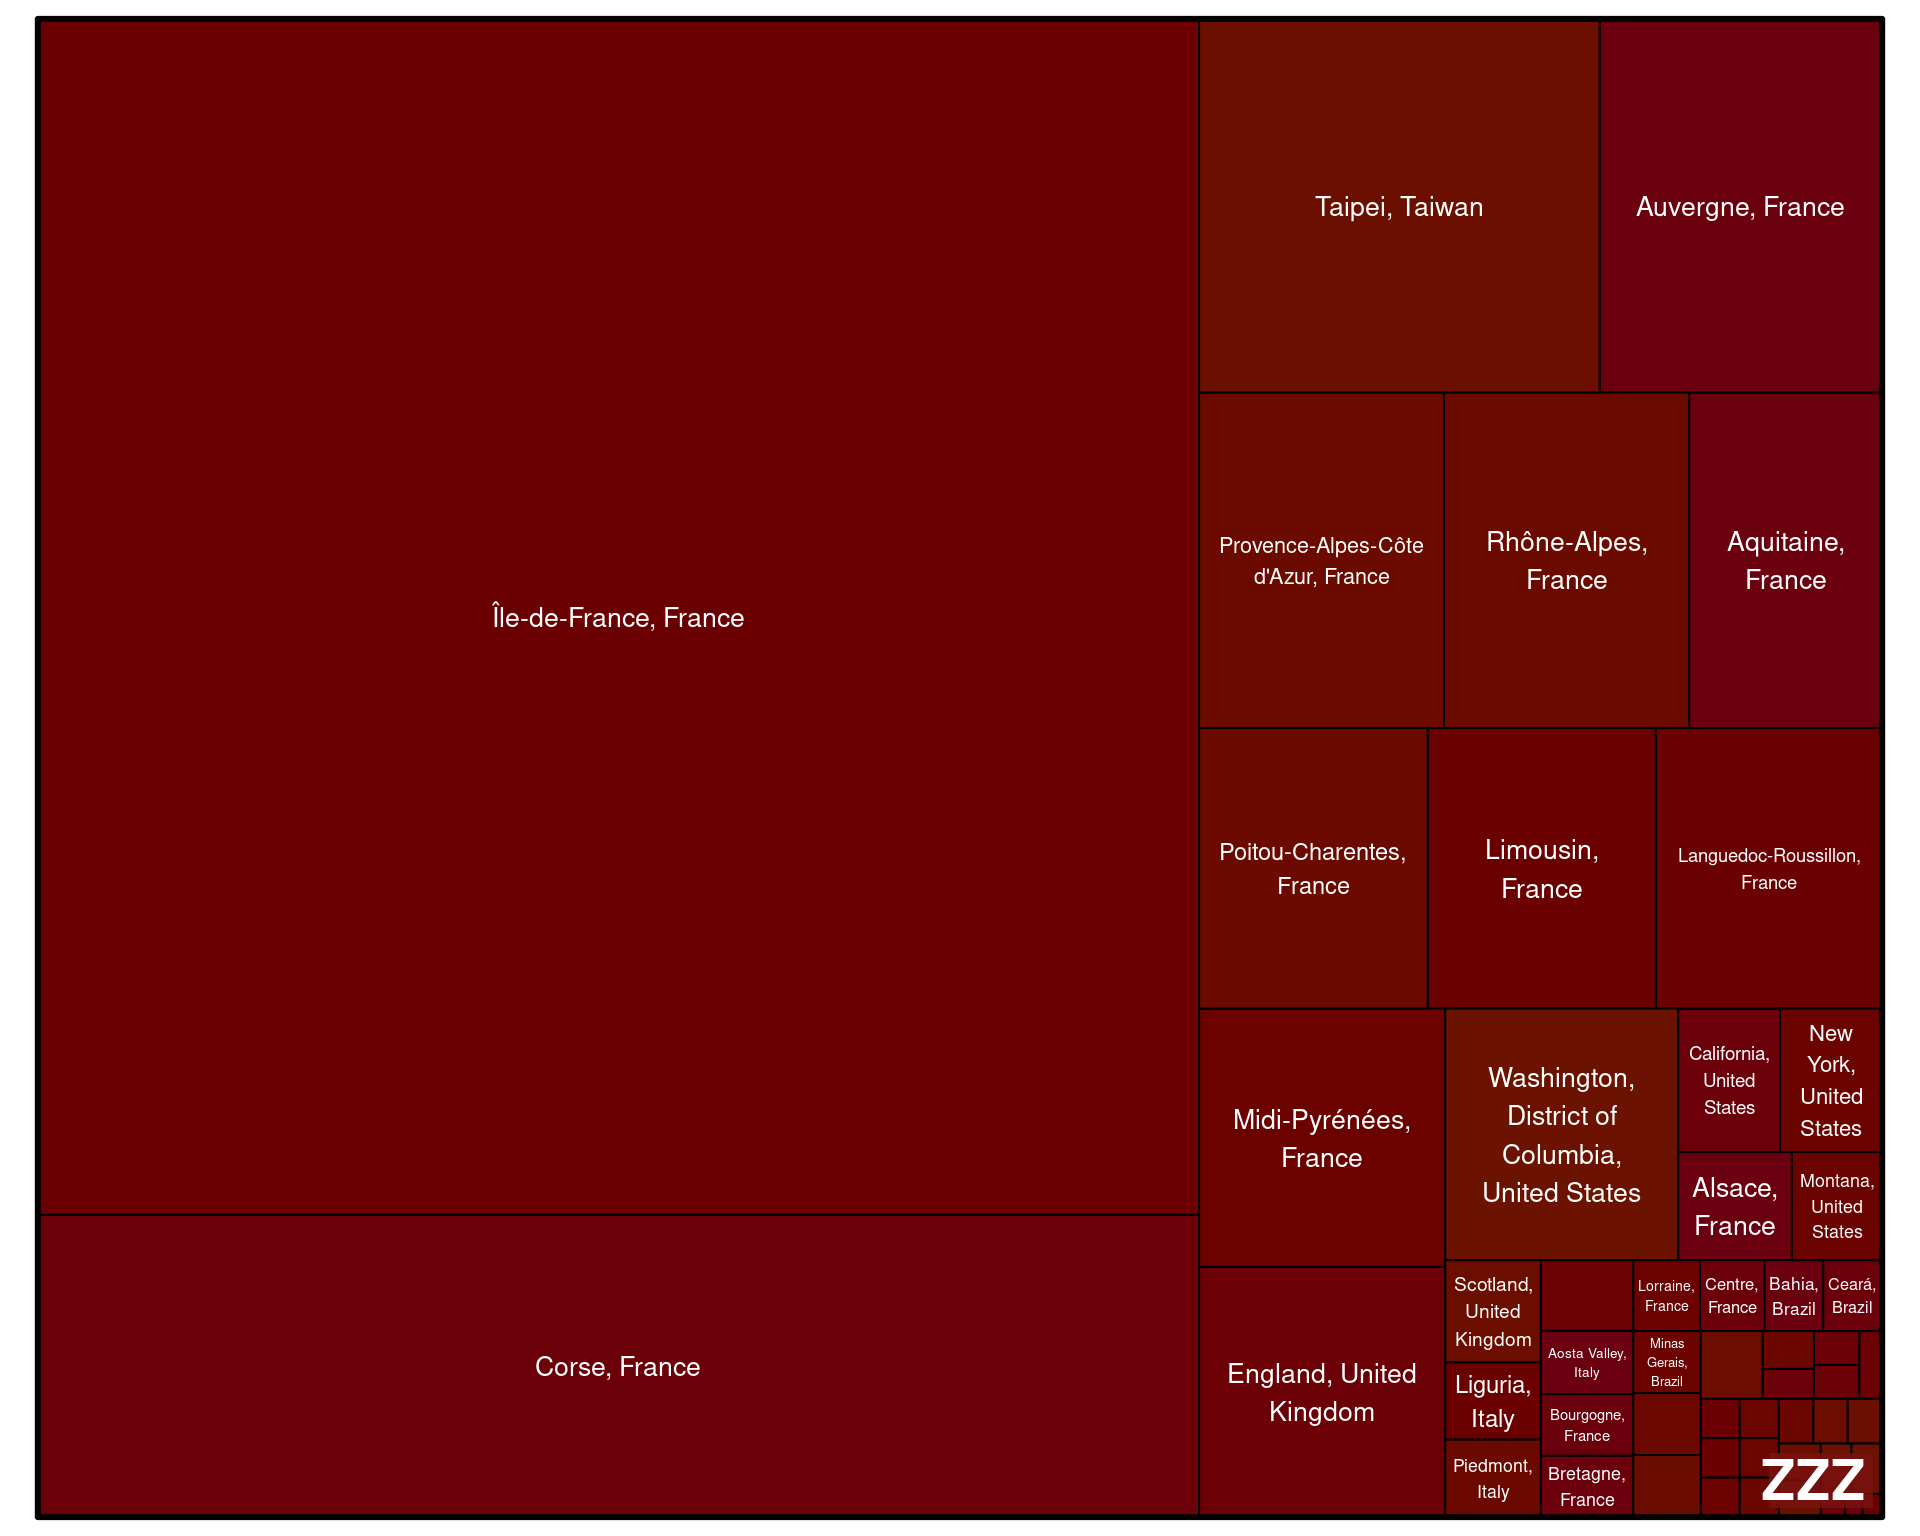 Île-de-France, France
Corse, France
Taipei, Taiwan
Auvergne, France
Provence-Alpes-Côte
d'Azur, France
Rhône-Alpes,
France
Aquitaine,
France
Poitou-Charentes,
France
Limousin,
France
Languedoc-Roussillon,
France
Midi-Pyrénées,
France
England, United
Kingdom
Washington,
District of
Columbia,
United States
California,
United
States
New
York,
United
States
Alsace,
France
Montana,
United
States
Scotland,
United
Kingdom
Liguria,
Italy
Piedmont,
Italy
Aosta Valley,
Italy
Bourgogne,
France
Bretagne,
France
Lorraine,
France
Minas
Gerais,
Brazil
Centre,
France
Bahia,
Brazil
Ceará,
Brazil
ZZZ